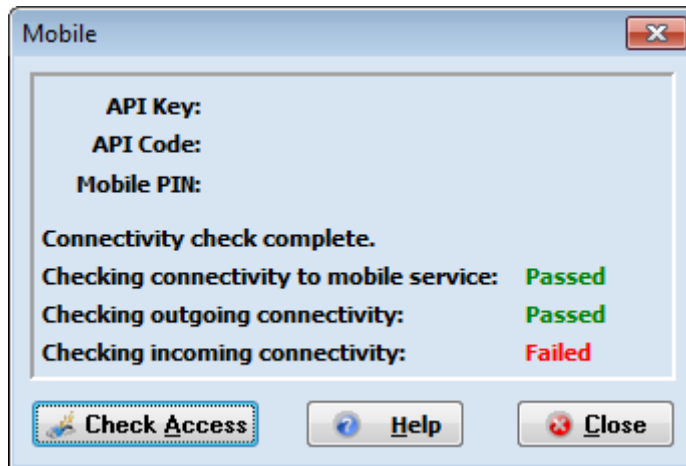 Mobile
API Key:
API Code:
Mobile PIN:
Connectivity check complete.
Checking connectivity to mobile service: Passed
Checking outgoing connectivity: Passed
Checking incoming connectivity: Failed
Check Access Help Close